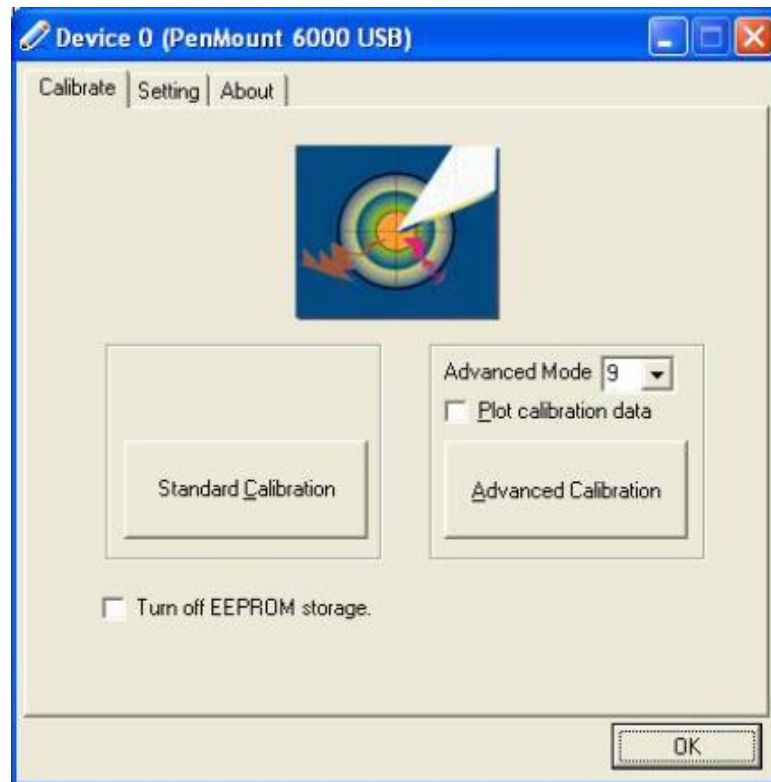 Device 0 (PenMount 6000 USB)
Calibrate Setting About
Advanced Mode 9
Plot calibration data
Standard Calibration
Advanced Calibration
Turn off EEPROM storage.
OK